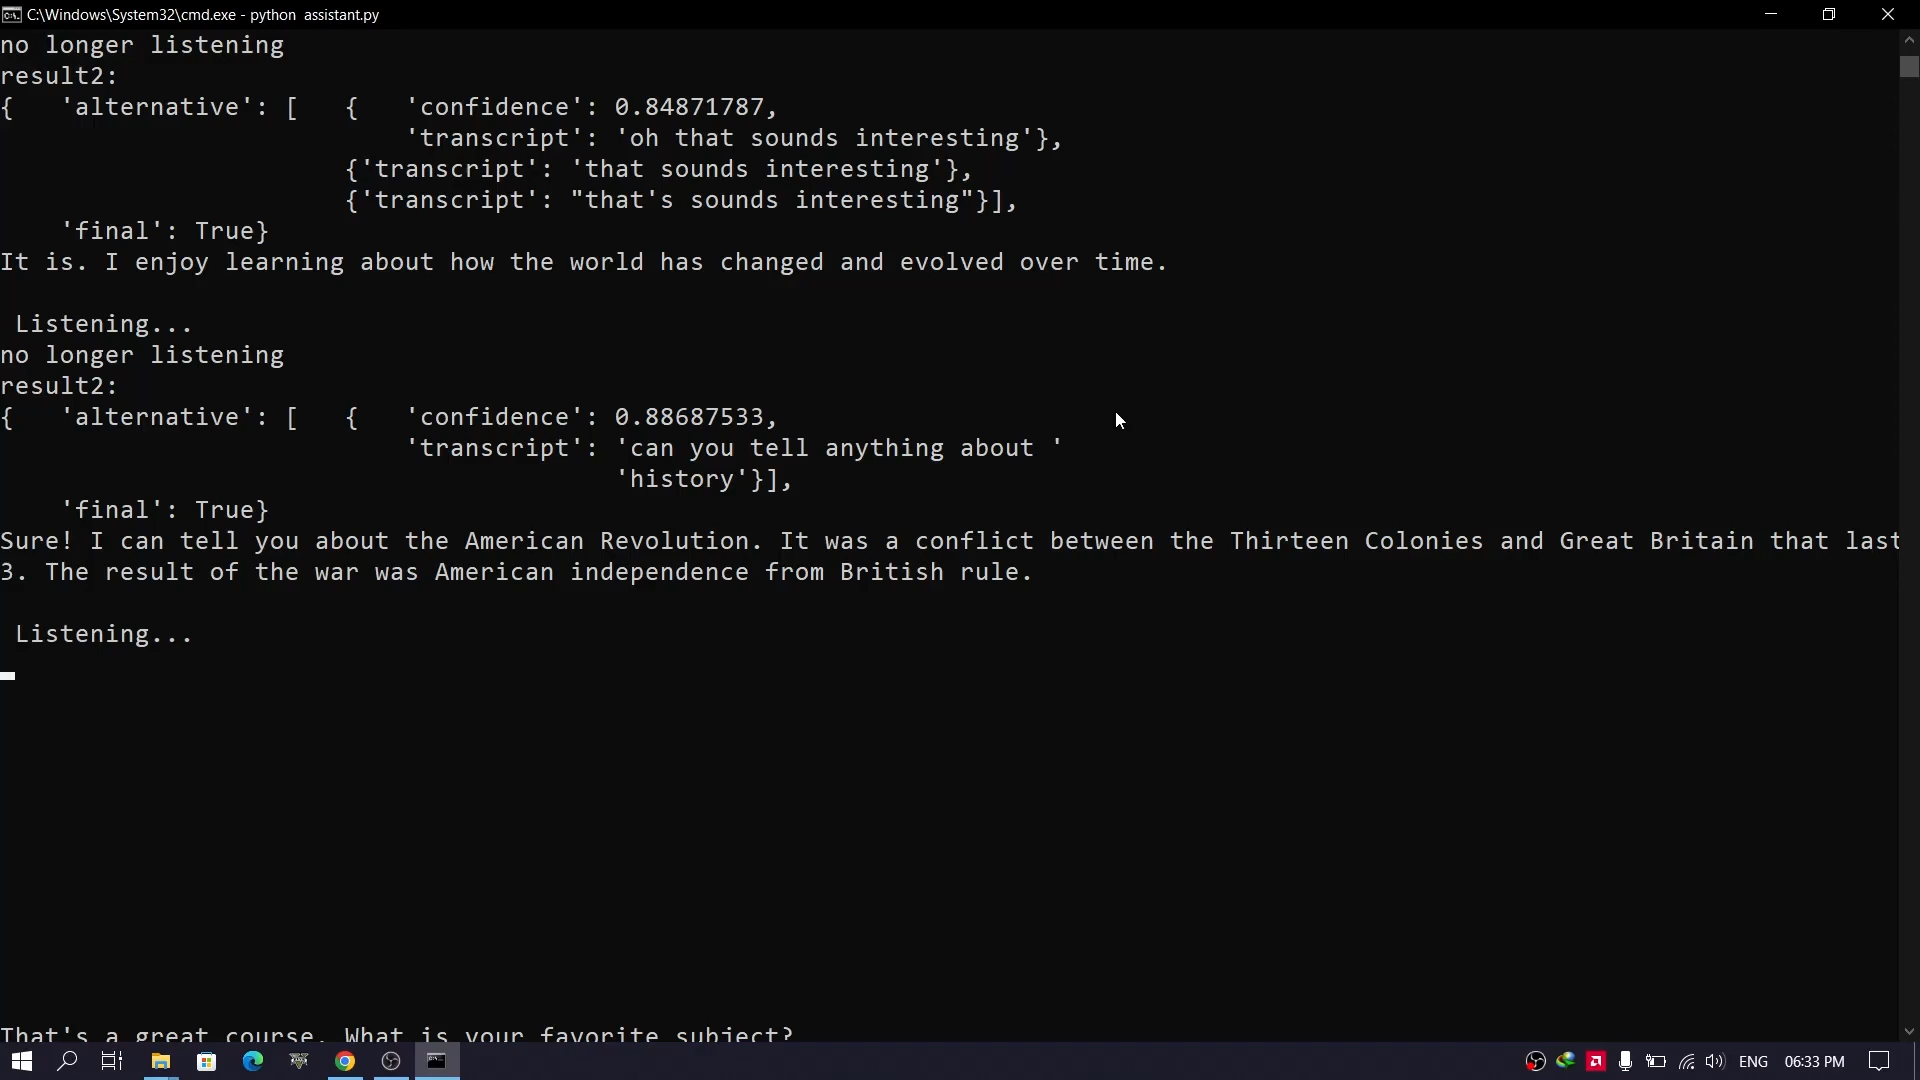 C:\Windows\System32\cmd.exe - python  assistant.py
no longer listening
result2:
{   'alternative': [   {   'confidence': 0.84871787,
'transcript': 'oh that sounds interesting'},
{'transcript': 'that sounds interesting'},
{'transcript': "that's sounds interesting"}],
'final': True}
It is. I enjoy learning about how the world has changed and evolved over time.
Listening...
no longer listening
result2:
{   'alternative': [   {   'confidence': 0.88687533,
'transcript': 'can you tell anything about '
'history'}],
'final': True}
Sure! I can tell you about the American Revolution. It was a conflict between the Thirteen Colonies and Great Britain that last
3. The result of the war was American independence from British rule.
Listening...
That's a great course. What is your favorite subject?
ENG 06:33 PM